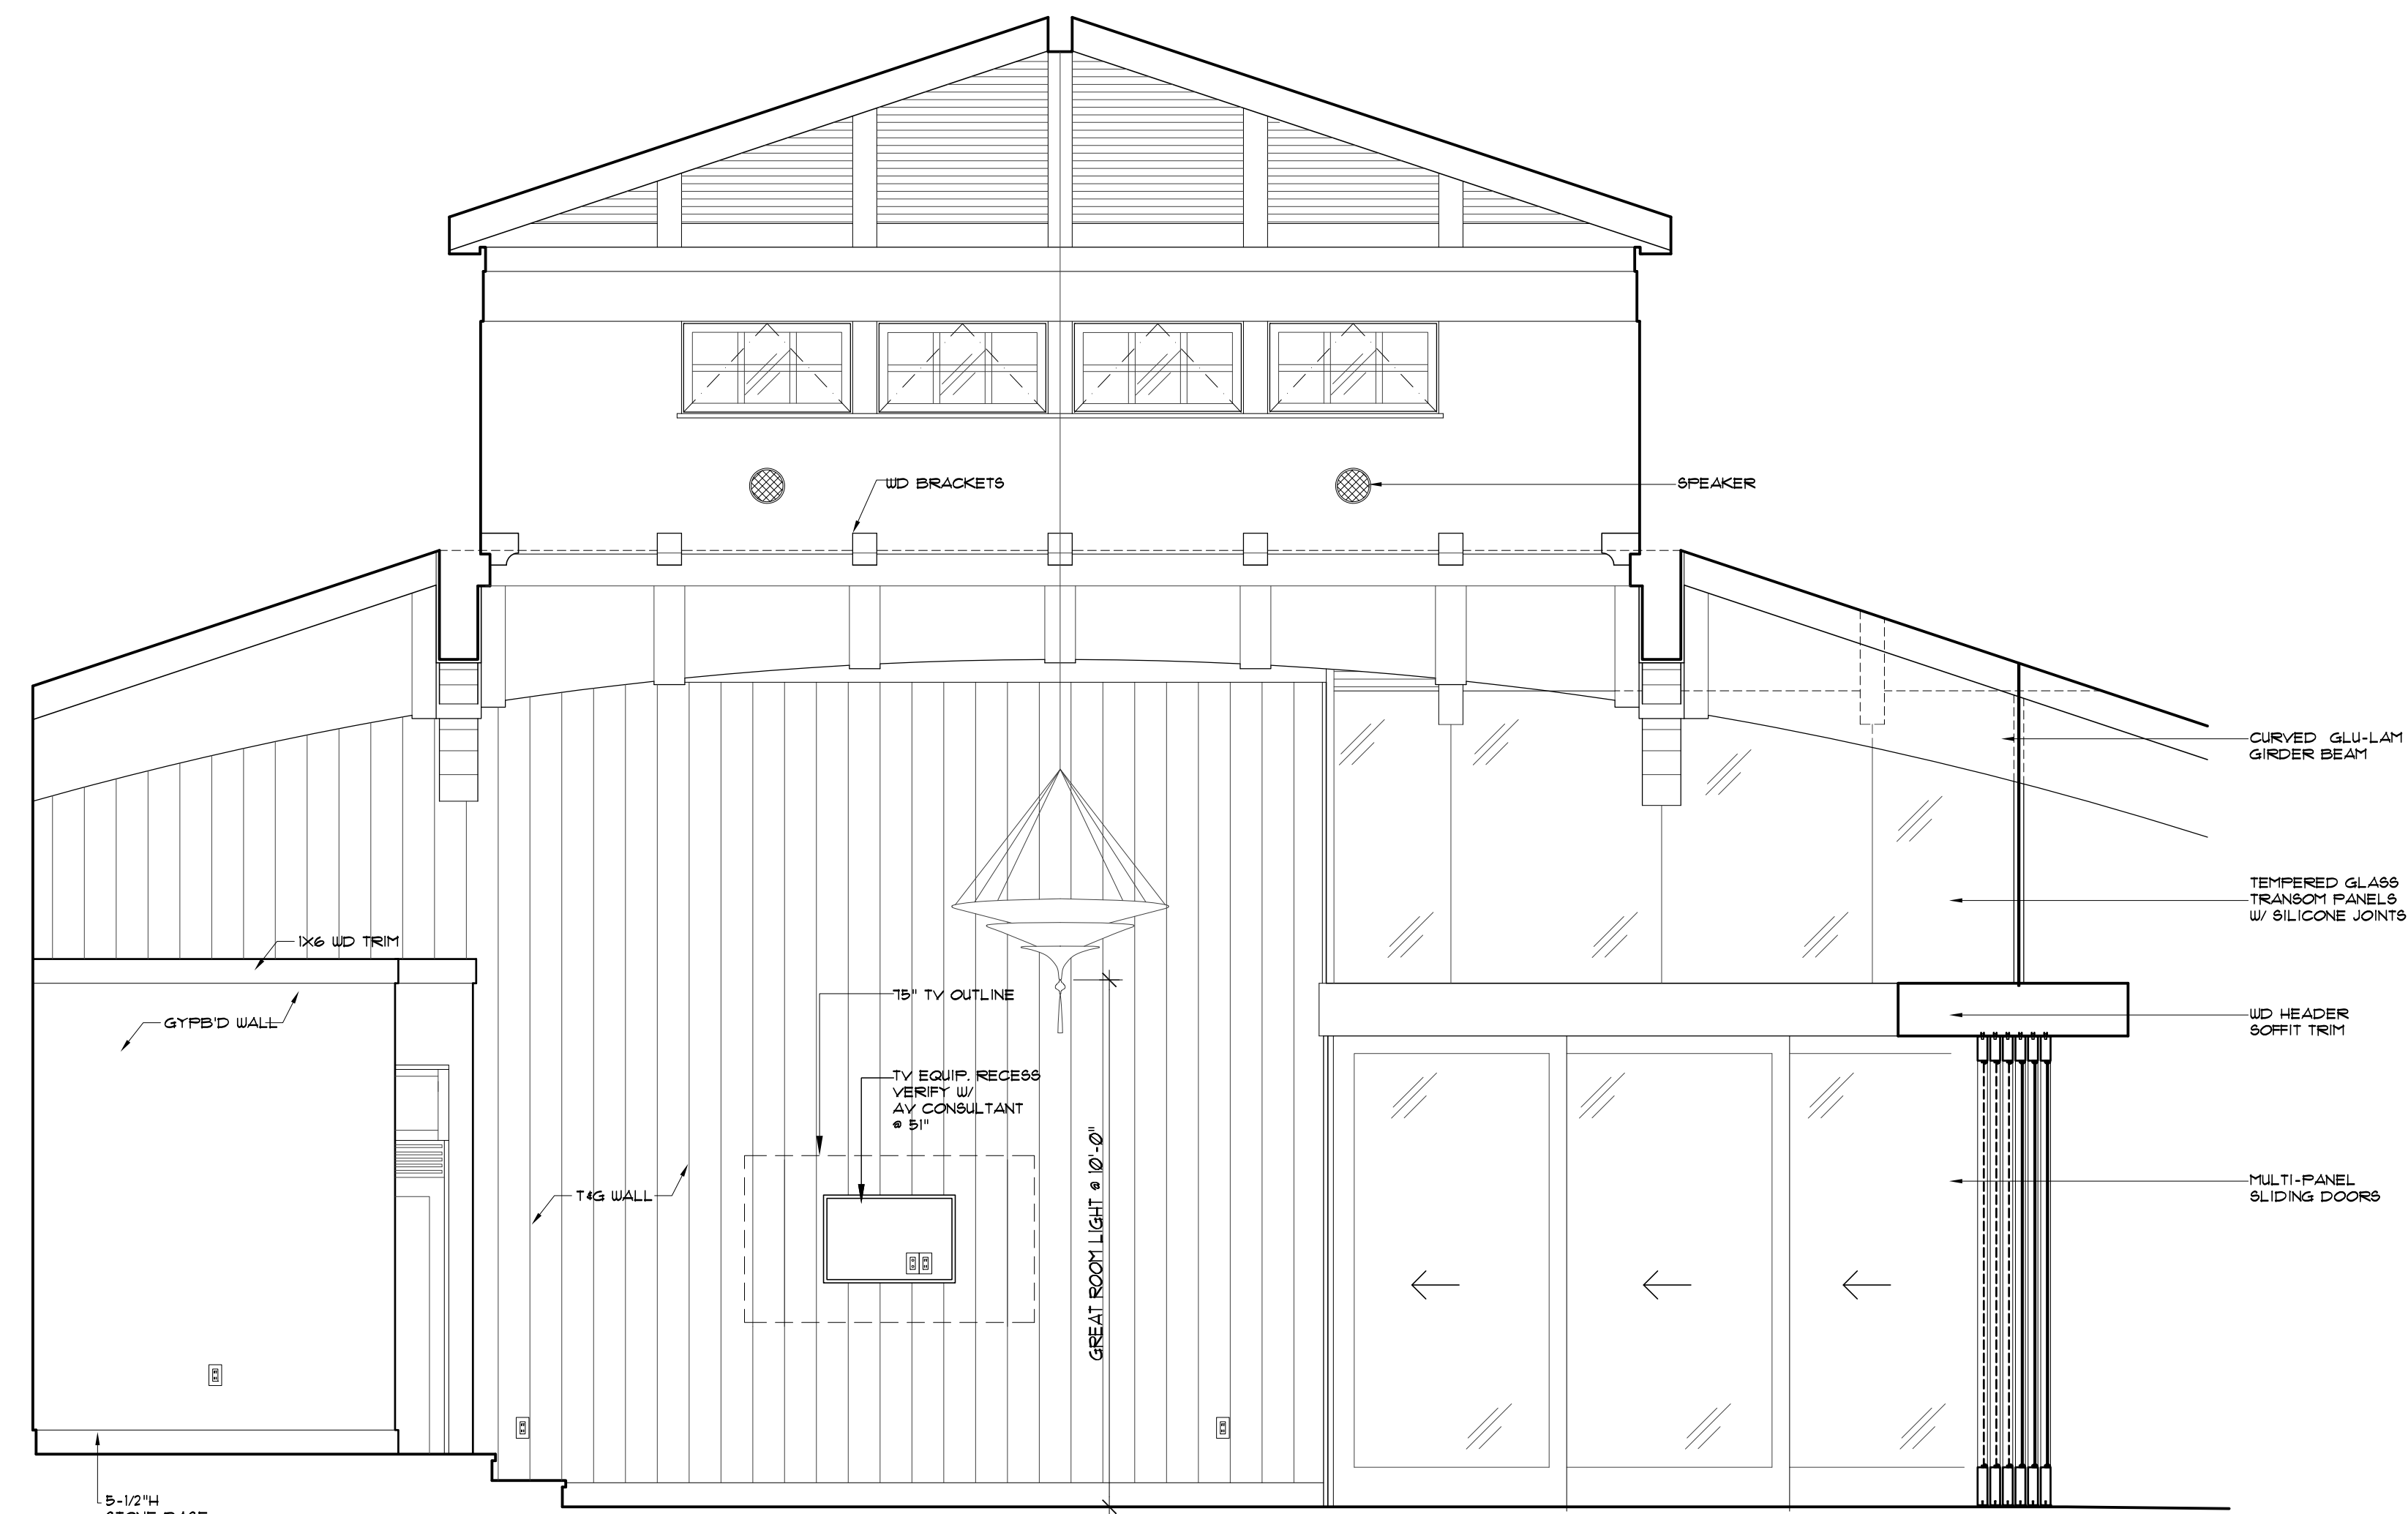 WD BRACKETS
SPEAKER
CURVED GLU-LAM
GIRDER BEAM
TEMPERED GLASS
TRANSOM PANELS
W/ SILICONE JOINTS
1X6 WD TRIM
75" TV OUTLINE
GYPB'D WALL
WD HEADER
SOFFIT TRIM
TV EQUIP. RECESS
VERIFY W/
AV CONSULTANT
@ 51"
GREAT ROOM LIGHT @ 10'-0"
T&G WALL
MULTI-PANEL
SLIDING DOORS
5-1/2"H
STONE BASE